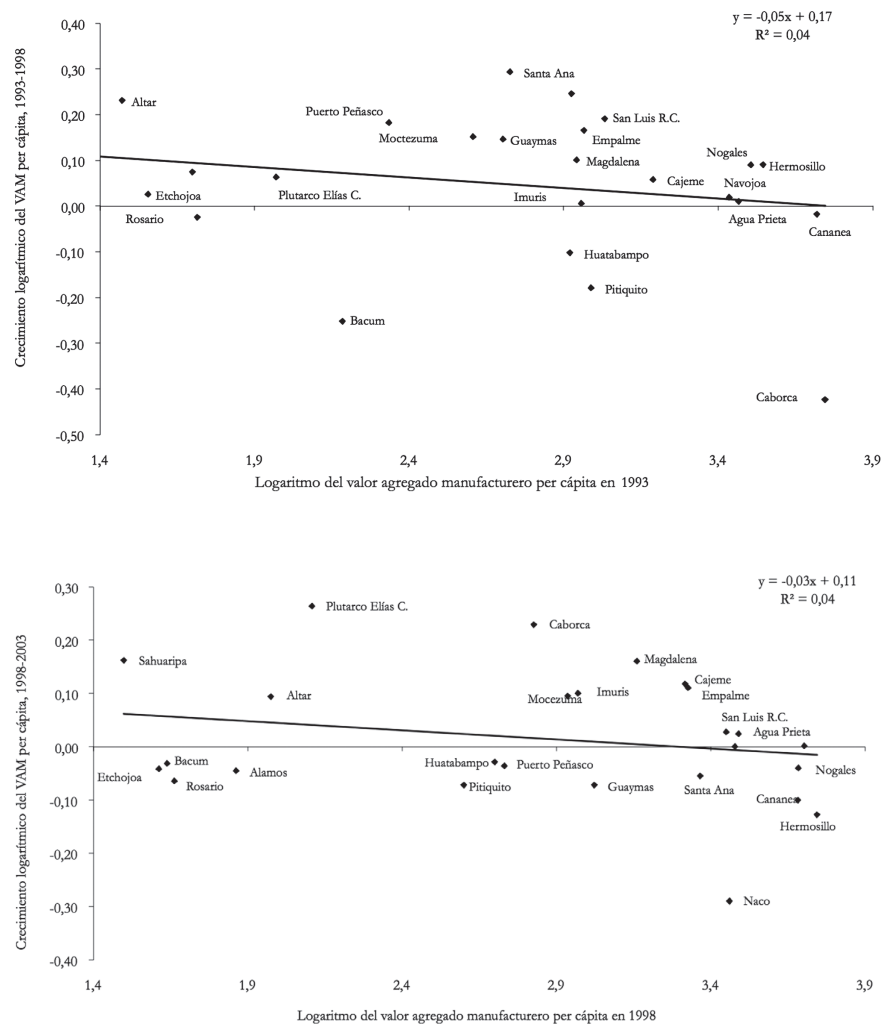 y = -0,05x + 0,17
R² = 0,04
Crecimiento logarítmico del VAM per cápita, 1993-1998
0,40
0,30
0,20
0,10
0,00
-0,10
-0,20
-0,30
-0,40
-0,50
Santa Ana
Altar
Puerto Peñasco
San Luis R.C.
Moctezuma
Guaymas
Empalme
Nogales
Magdalena
Hermosillo
Cajeme
Navojoa
Etchojoa
Plutarco Elías C.
Imuris
Rosario
Agua Prieta
Cananea
Huatabampo
Pitiquito
Bacum
Caborca
1,4 1,9 2,4 2,9 3,4 3,9
Logaritmo del valor agregado manufacturero per cápita en 1993
y = -0,03x + 0,11
R² = 0,04
Crecimiento logarítmico del VAM per cápita, 1998-2003
0,30
0,20
0,10
0,00
-0,10
-0,20
-0,30
-0,40
Plutarco Elías C.
Caborca
Sahuaripa
Magdalena
Cajeme
Altar
Mocezuma
Imuris
Empalme
San Luis R.C.
Agua Prieta
Bacum
Huatabampo
Puerto Peñasco
Nogales
Etchojoa
Alamos
Rosario
Pitiquito
Guaymas
Santa Ana
Cananea
Hermosillo
Naco
1,4 1,9 2,4 2,9 3,4 3,9
Logaritmo del valor agregado manufacturero per cápita en 1998